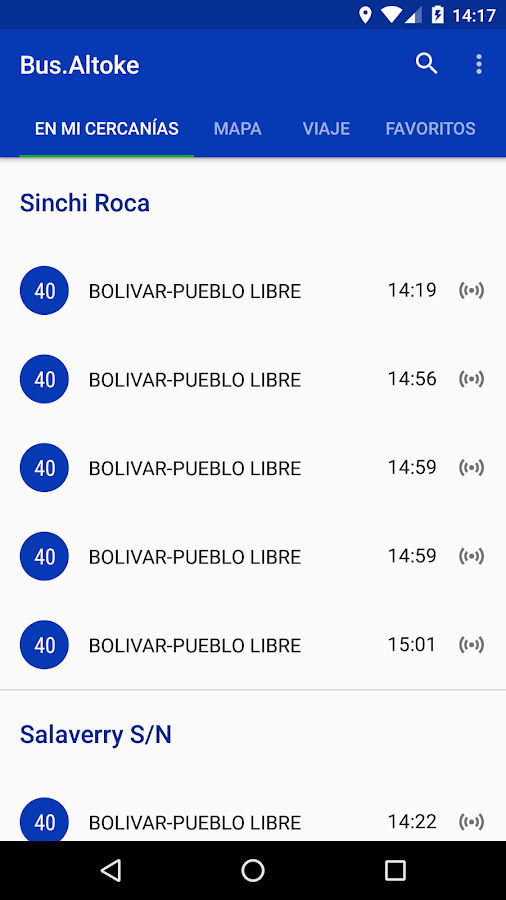 14:17
Bus.Altoke
EN MI CERCANÍAS MAPA VIAJE FAVORITOS
Sinchi Roca
40 BOLIVAR-PUEBLO LIBRE 14:19
40 BOLIVAR-PUEBLO LIBRE 14:56
40 BOLIVAR-PUEBLO LIBRE 14:59
40 BOLIVAR-PUEBLO LIBRE 14:59
40 BOLIVAR-PUEBLO LIBRE 15:01
Salaverry S/N
40 BOLIVAR-PUEBLO LIBRE 14:22